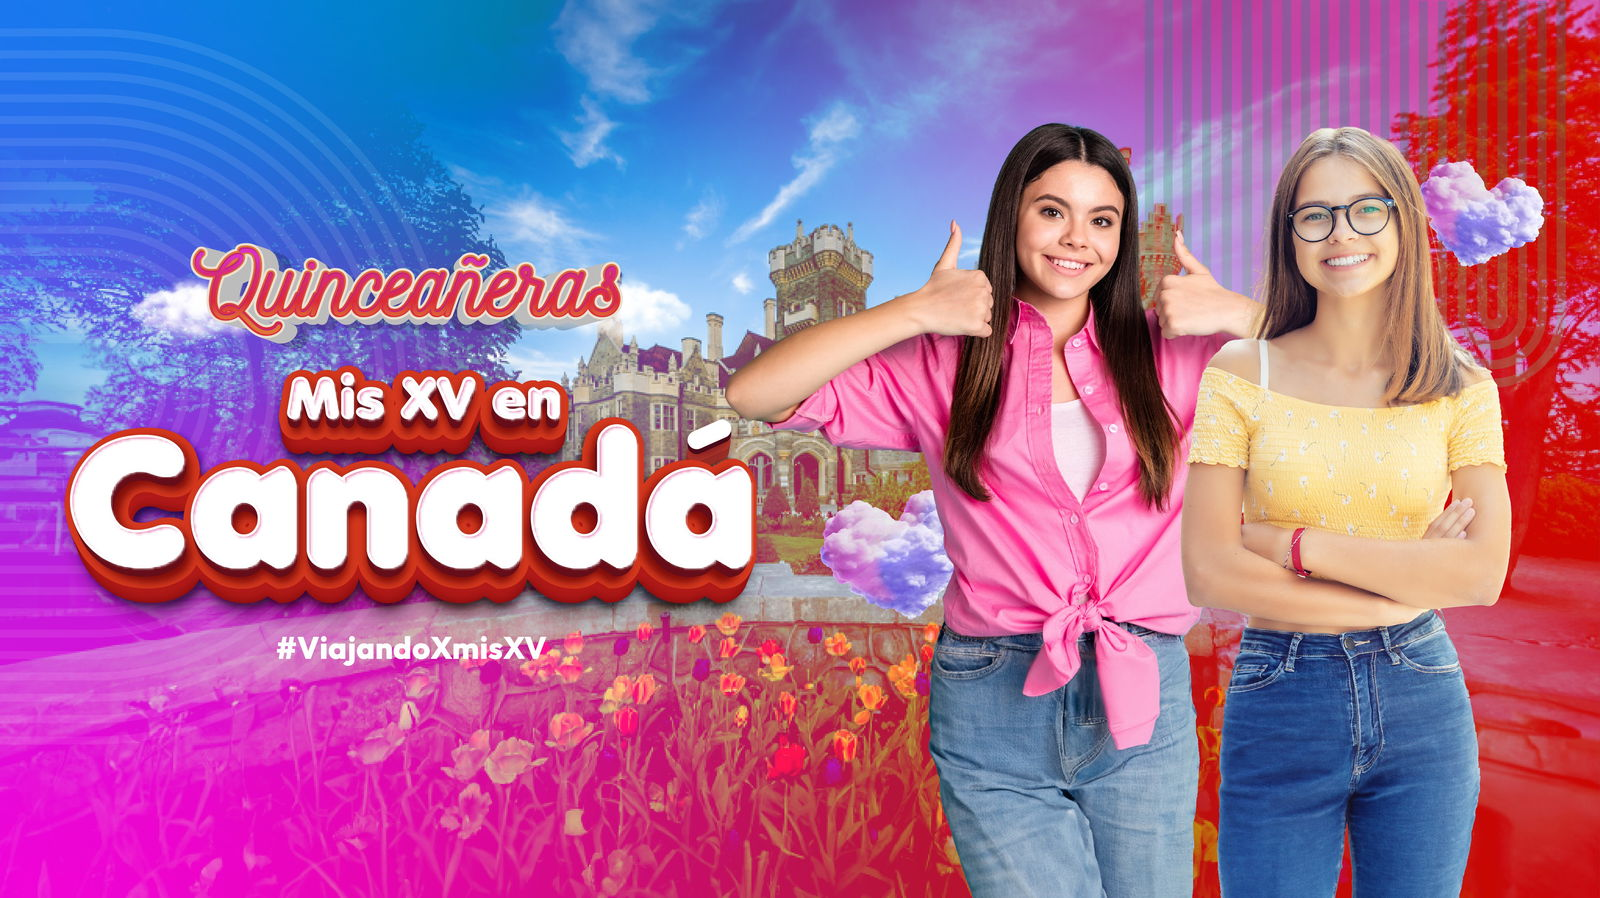 Quinceañeras
Mis XV en
Canadá
#ViajandoXmisXV